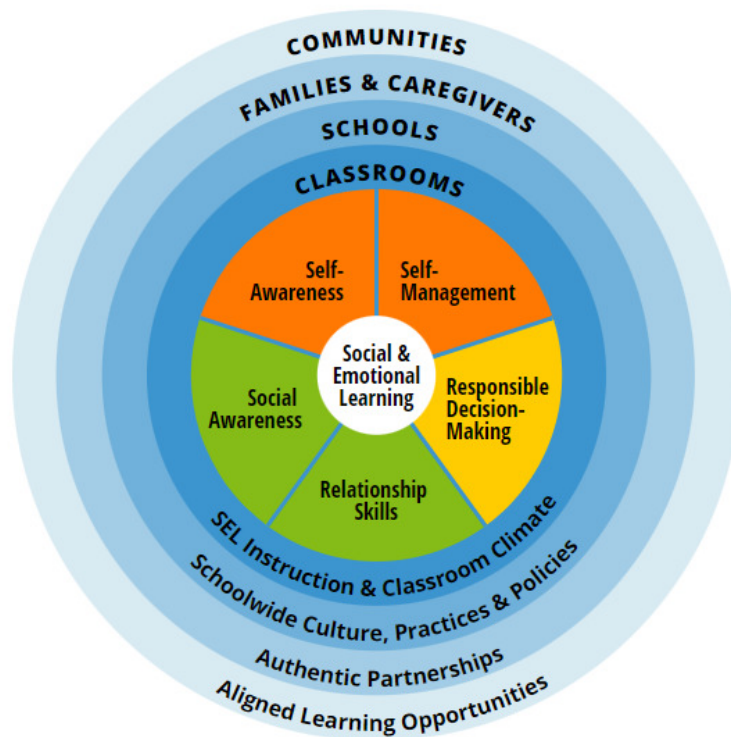 COMMUNITIES
FAMILIES & CAREGIVERS
SCHOOLS
CLASSROOMS
Self-
Awareness
Self-
Management
Social &
Emotional
Learning
Social
Awareness
Responsible
Decision-
Making
Relationship
Skills
SEL Instruction & Classroom Climate
Schoolwide Culture, Practices & Policies
Authentic Partnerships
Aligned Learning Opportunities